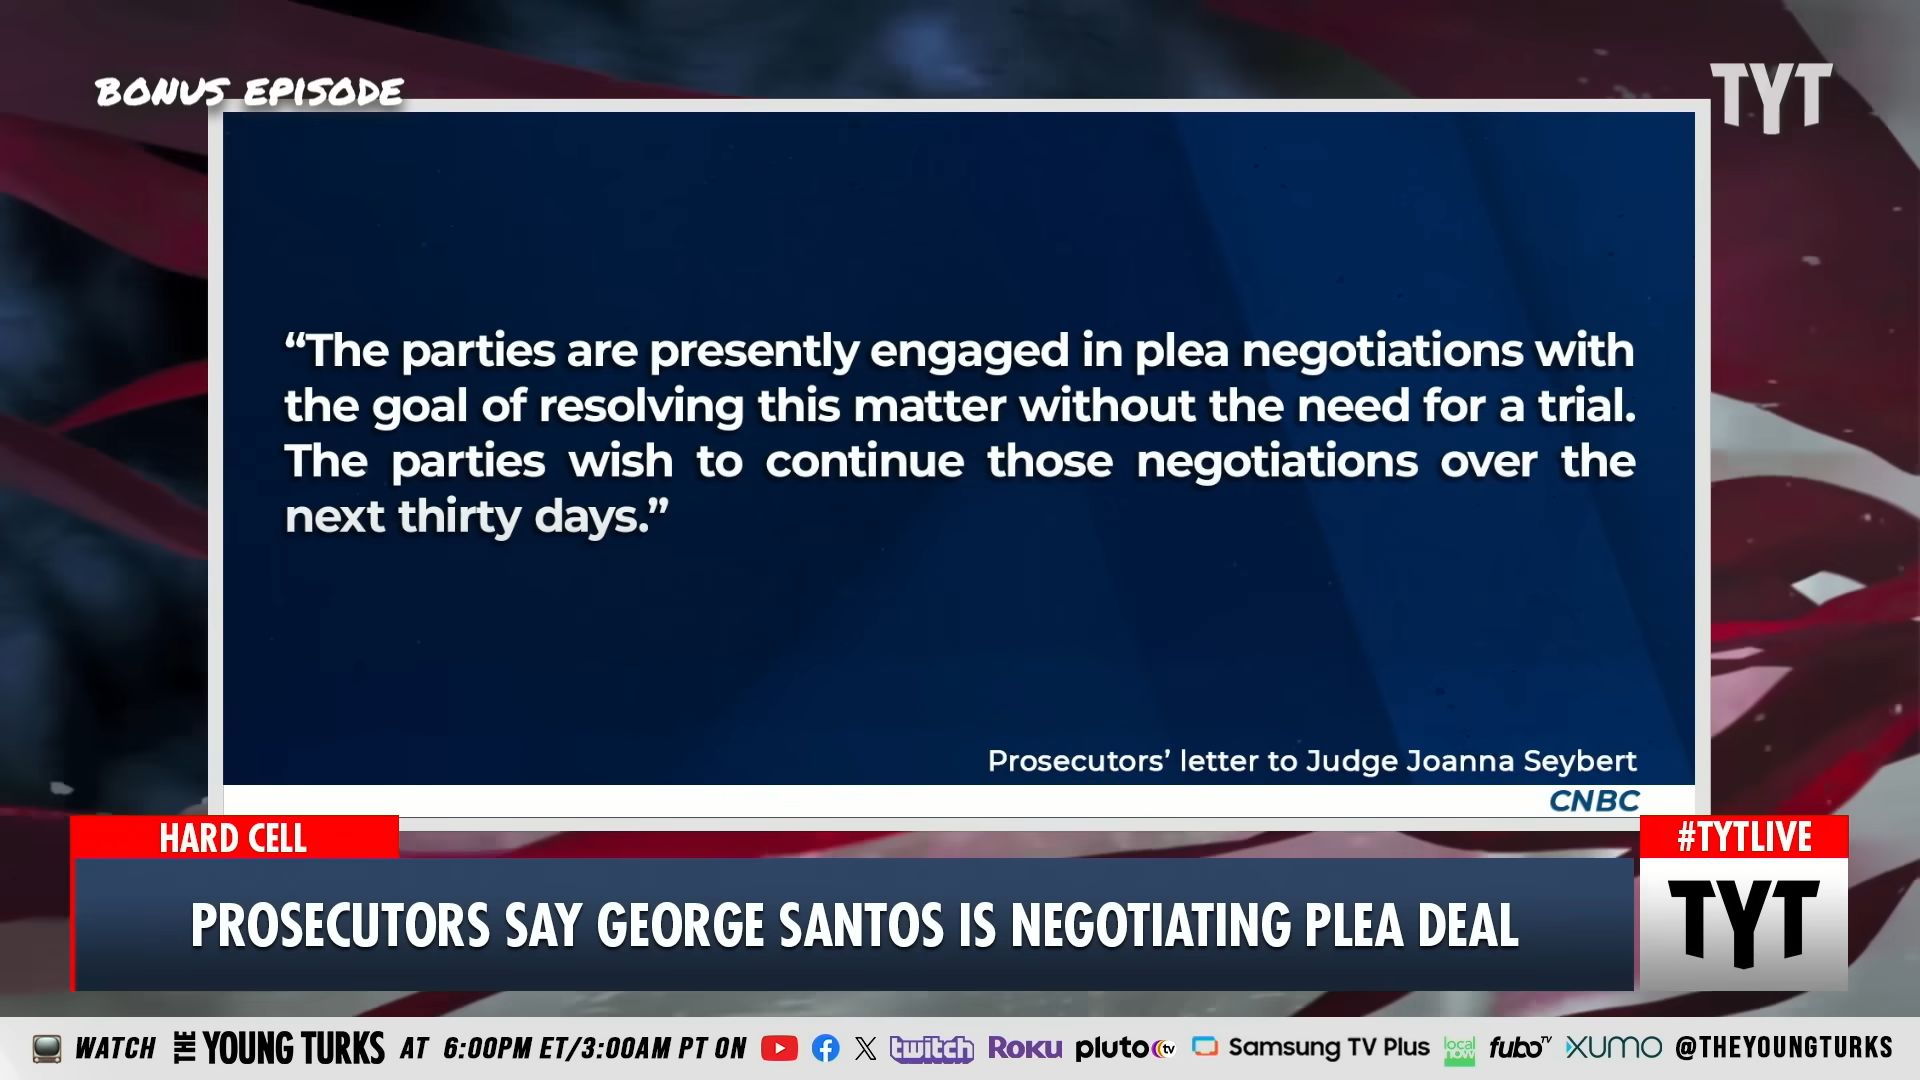 BONUS EPISODE
TYT
“The parties are presently engaged in plea negotiations with
the goal of resolving this matter without the need for a trial.
The parties wish to continue those negotiations over the
next thirty days.”
Prosecutors’ letter to Judge Joanna Seybert
CNBC
HARD CELL
#TYTLIVE
PROSECUTORS SAY GEORGE SANTOS IS NEGOTIATING PLEA DEAL
TYT
WATCH THE YOUNG TURKS AT 6:00PM ET/3:00AM PT ON twitch ROKU pluto tv Samsung TV Plus local now fubo TV XUMO @THEYOUNGTURKS